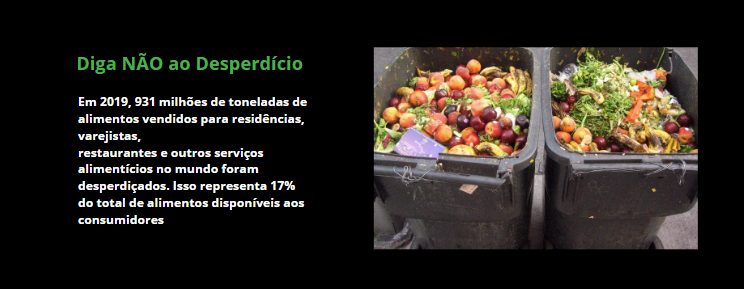 Diga NÃO ao Desperdício
Em 2019, 931 milhões de toneladas de
alimentos vendidos para residências,
varejistas,
restaurantes e outros serviços
alimentícios no mundo foram
desperdiçados. Isso representa 17%
do total de alimentos disponíveis aos
consumidores